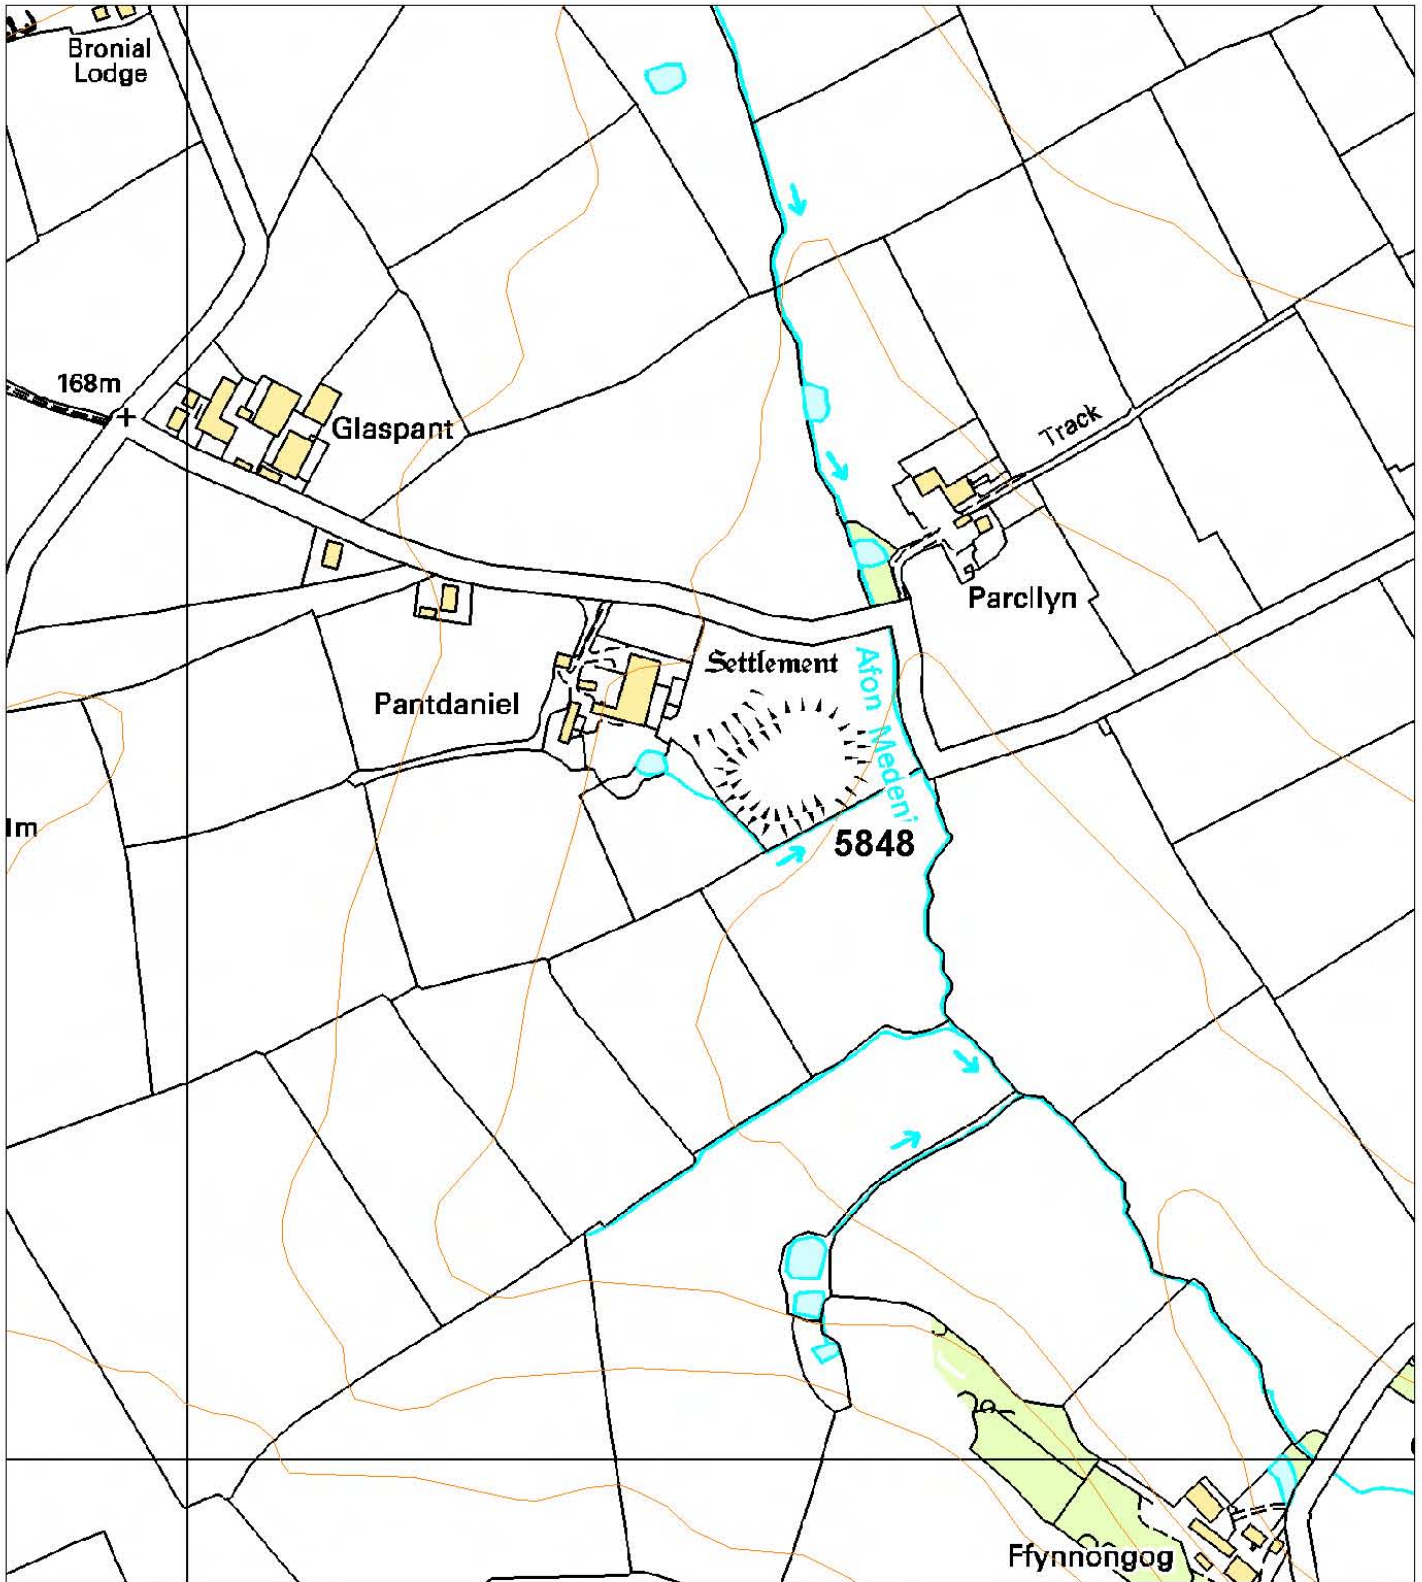 Bronial
Lodge
168m
Glaspant
Track
Parcllyn
Settlement
Afon Medeni
Pantdaniel
lm
5848
Ffynnongog